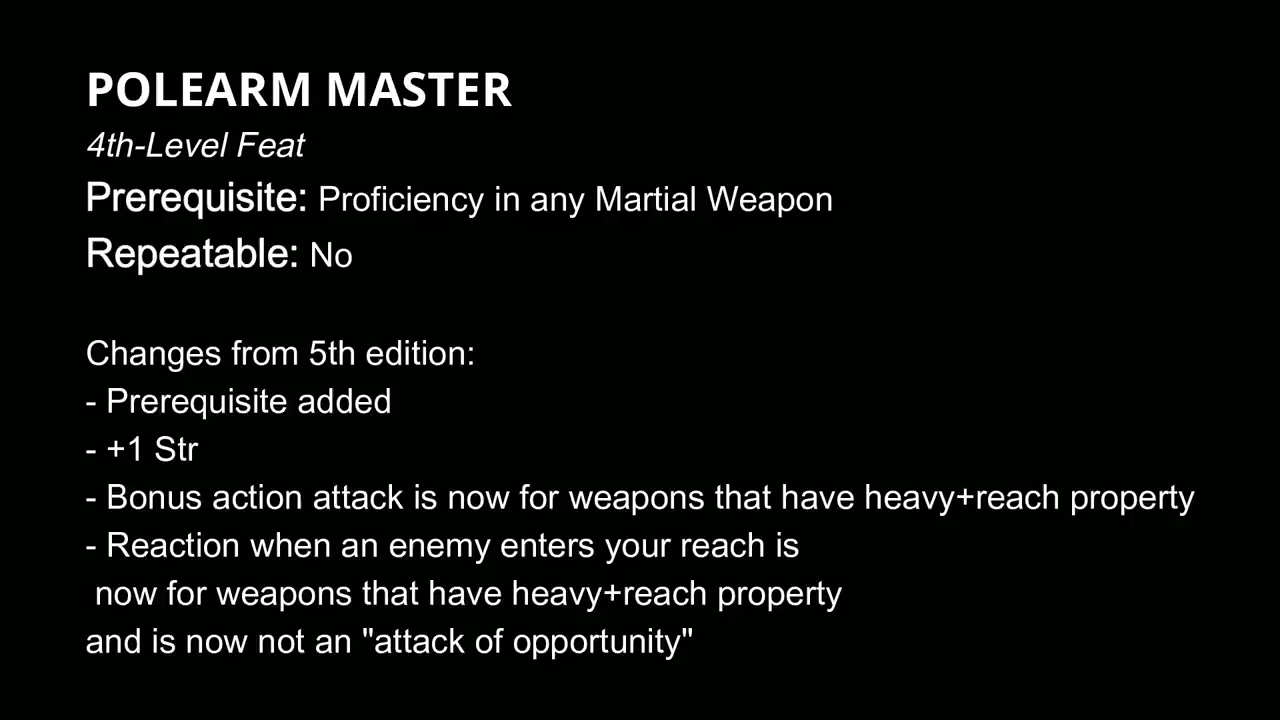 POLEARM MASTER
4th-Level Feat
Prerequisite: Proficiency in any Martial Weapon
Repeatable: No
Changes from 5th edition:
- Prerequisite added
- +1 Str
- Bonus action attack is now for weapons that have heavy+reach property
- Reaction when an enemy enters your reach is
now for weapons that have heavy+reach property
and is now not an "attack of opportunity"